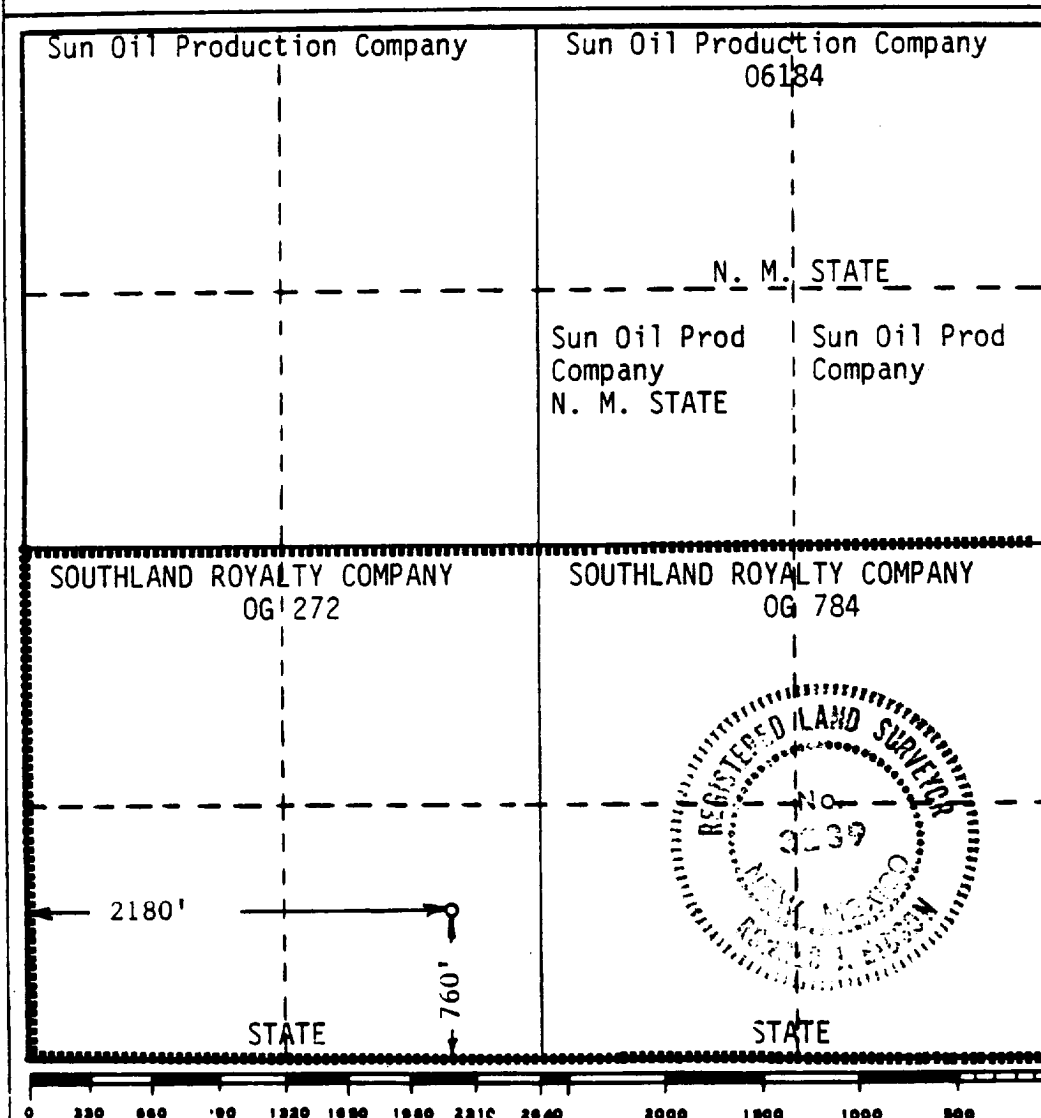 Sun Oil Production Company
Sun Oil Production Company
06184
N. M. STATE
Sun Oil Prod
Company
N. M. STATE
Sun Oil Prod
Company
SOUTHLAND ROYALTY COMPANY
OG 272
SOUTHLAND ROYALTY COMPANY
OG 784
REGISTERED LAND SURVEYOR
No.
NEW MEXICO
2180'
760'
STATE
STATE
0 330 660 1320 1650 1980 2310 2640 2000 1500 1000 500